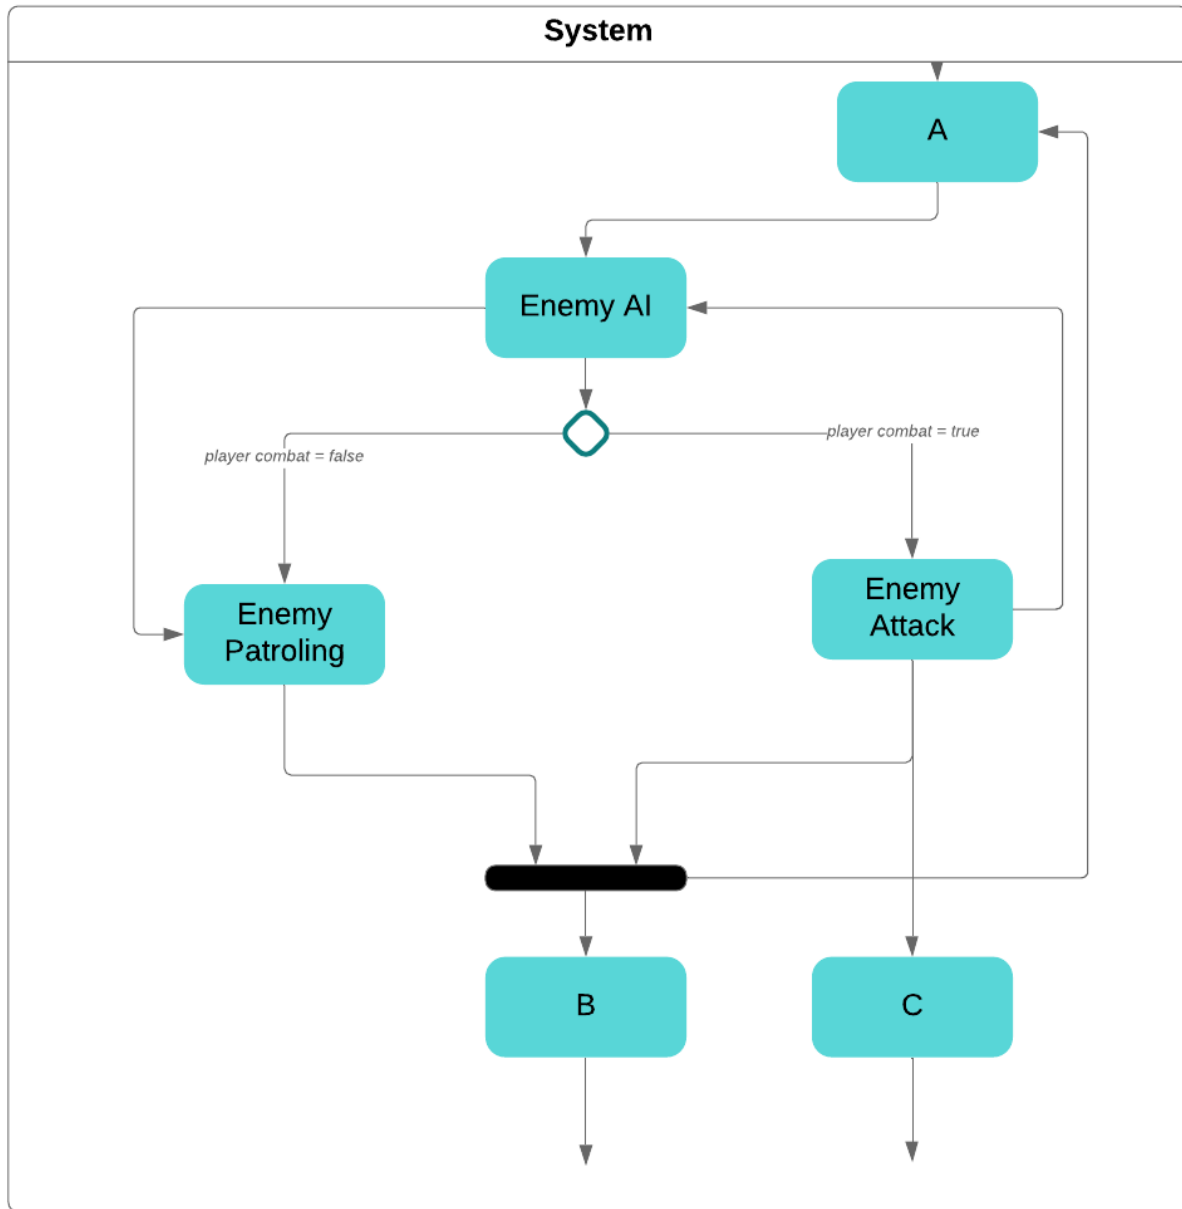 System
A
Enemy AI
player combat = true
player combat = false
Enemy
Attack
Enemy
Patroling
B
C